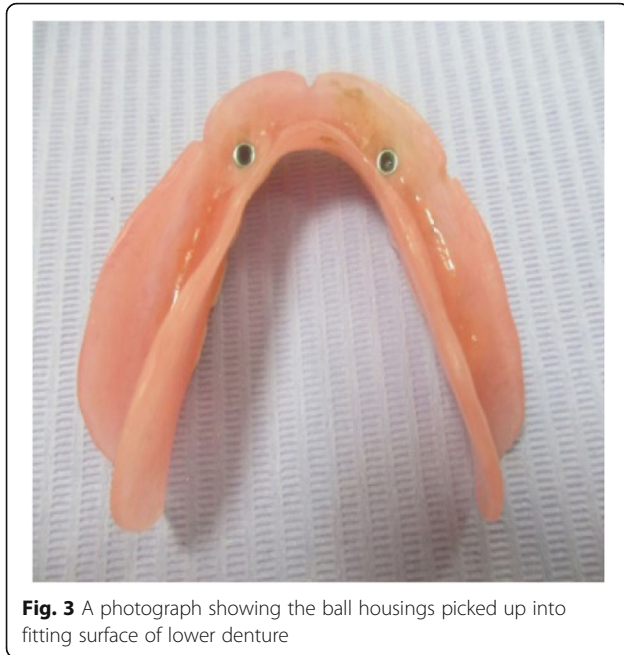 Fig. 3 A photograph showing the ball housings picked up into
fitting surface of lower denture